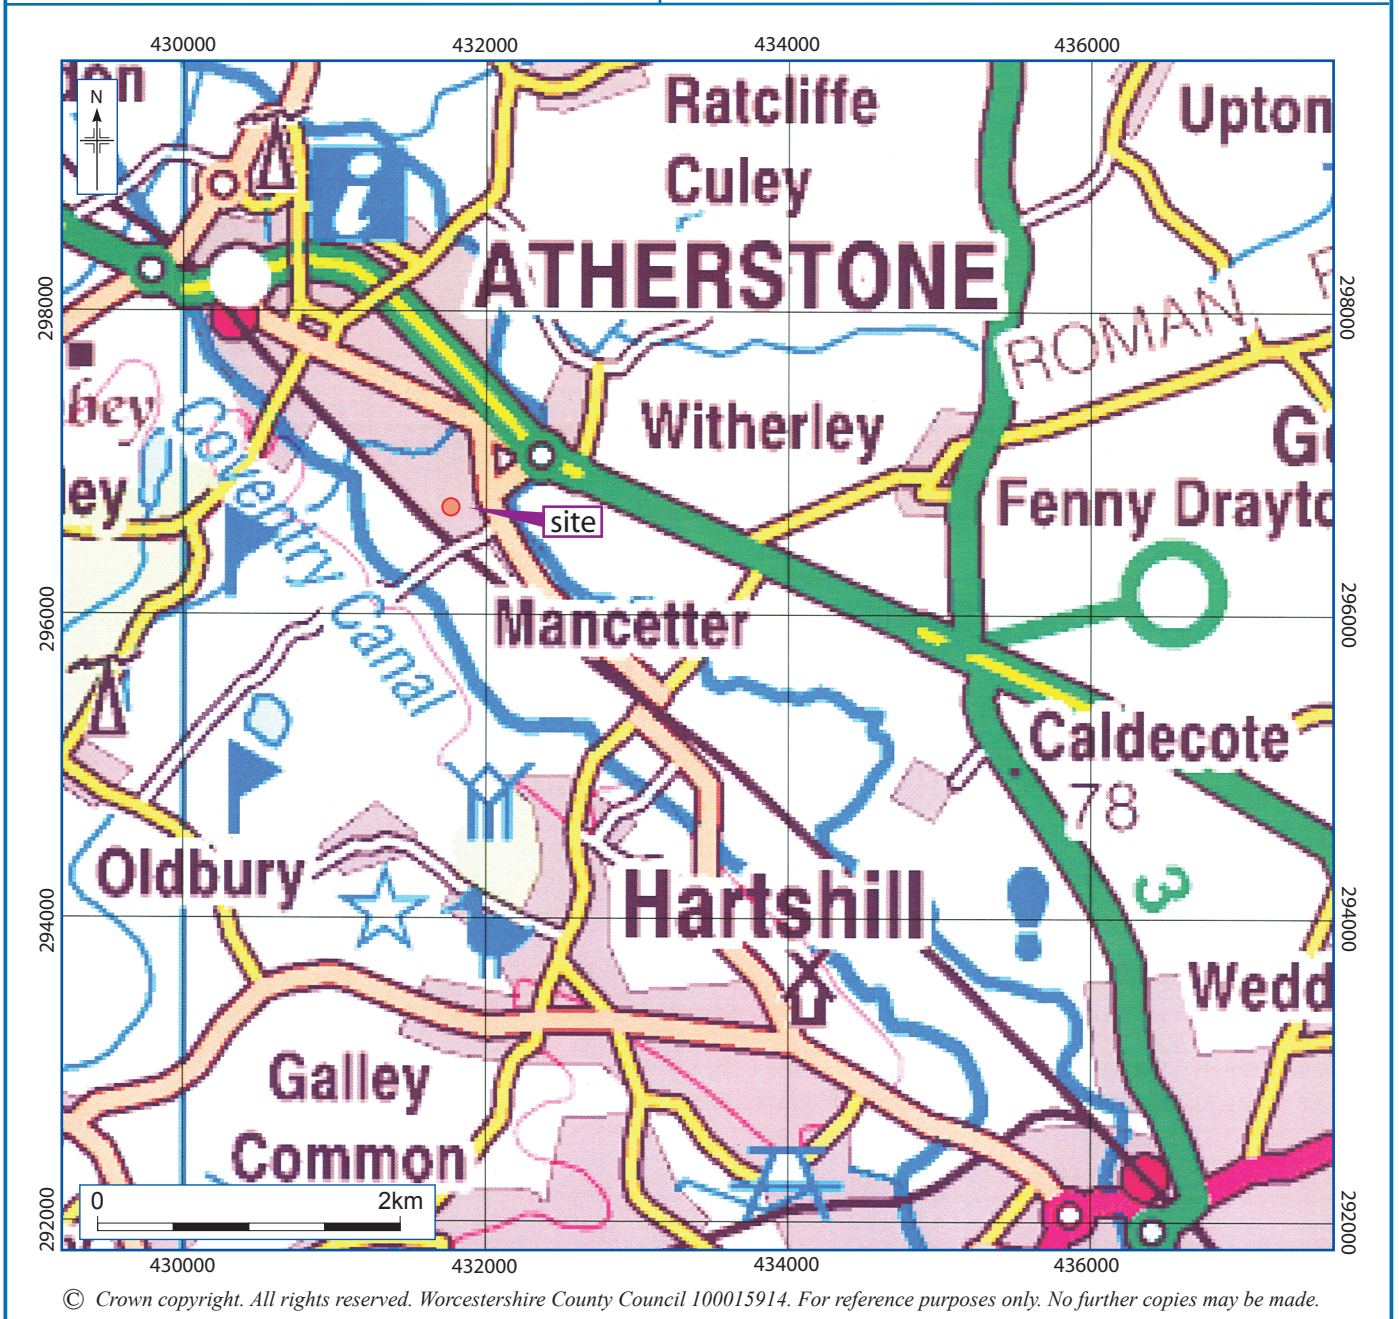 430000 432000 434000 436000
N
Ratcliffe
Culey
Upton
ATHERSTONE
298000
298000
ROMAN
bey
Witherley
ey
Coventry Canal
Fenny Drayto
site
296000
296000
Mancetter
Caldecote
78
Oldbury
3
Hartshill
294000
294000
Wedd
Galley
Common
0 2km
292000
292000
430000 432000 434000 436000
© Crown copyright. All rights reserved. Worcestershire County Council 100015914. For reference purposes only. No further copies may be made.